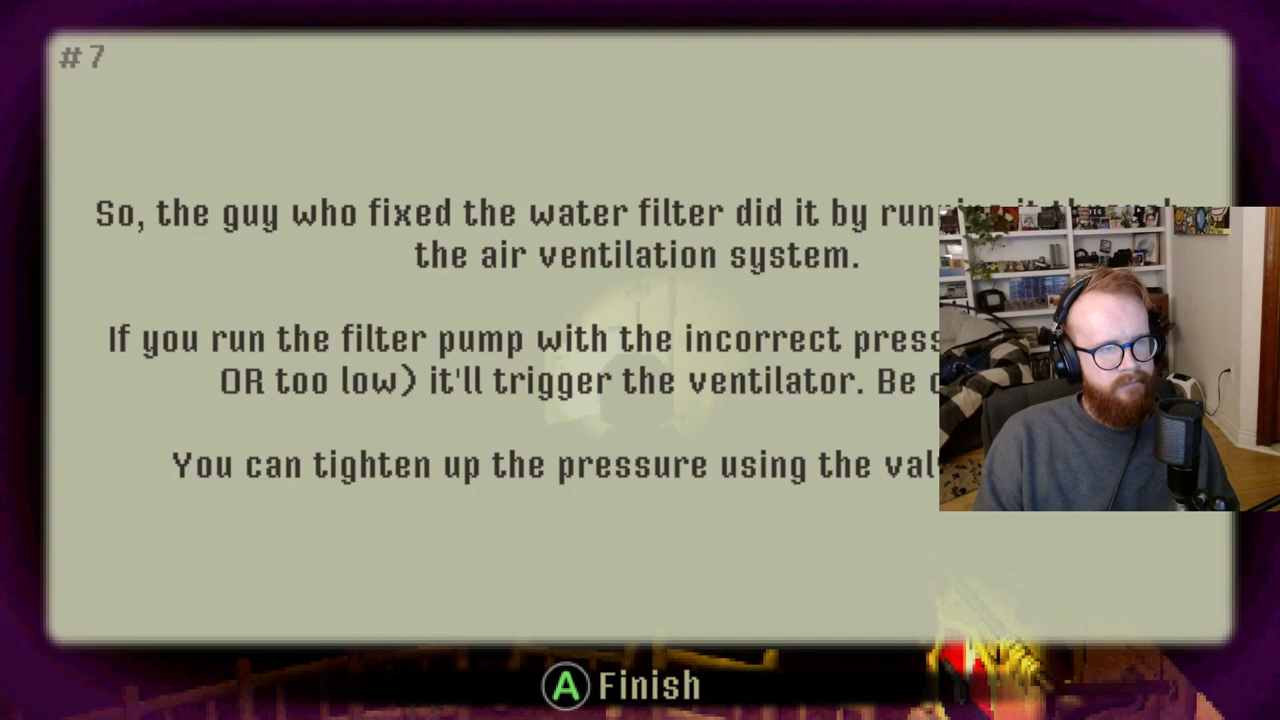 # 7
So, the guy who fixed the water filter did it by
the air ventilation system.
If you run the filter pump with the incorrect
OR too low) it'll trigger the ventilator. Be
You can tighten up the pressure using the
A Finish